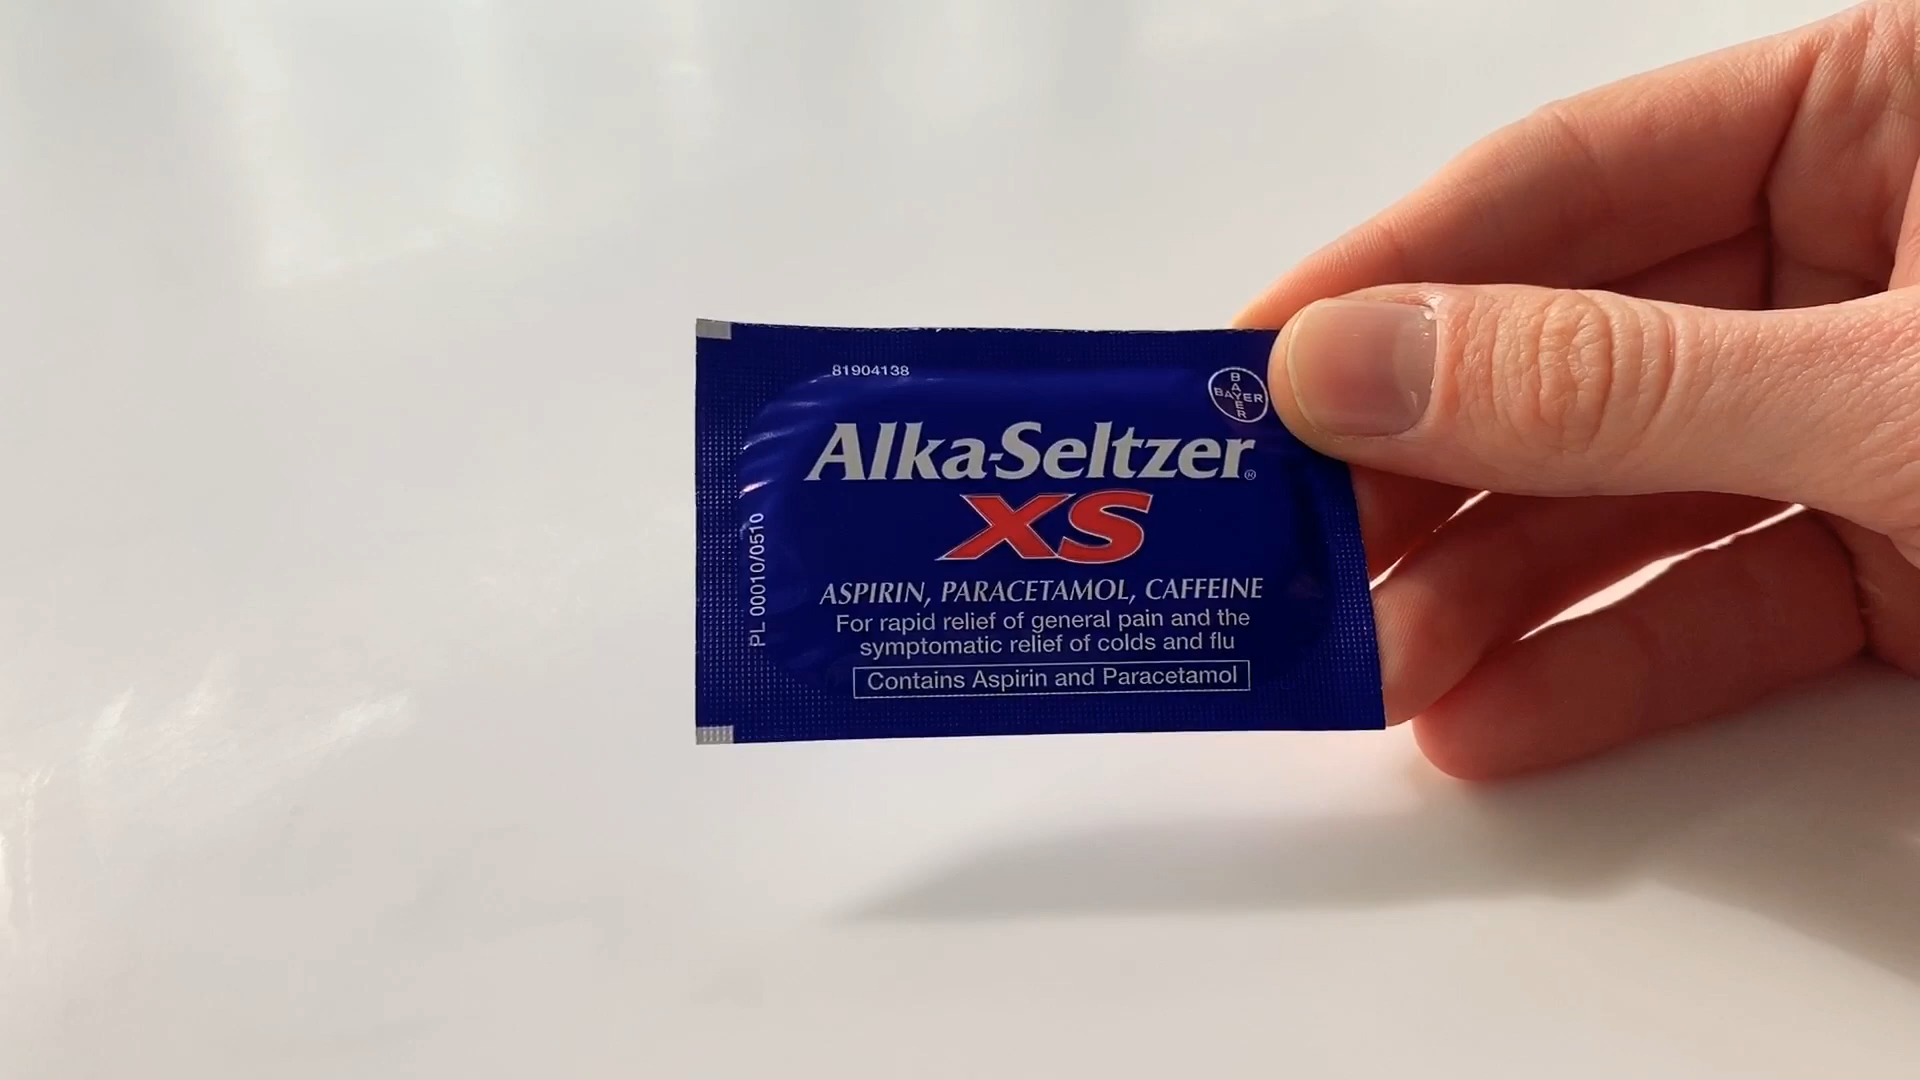 81904138
BAYER
BAYER
Alka-Seltzer®
XS
PL 00010/0510
ASPIRIN, PARACETAMOL, CAFFEINE
For rapid relief of general pain and the
symptomatic relief of colds and flu
Contains Aspirin and Paracetamol